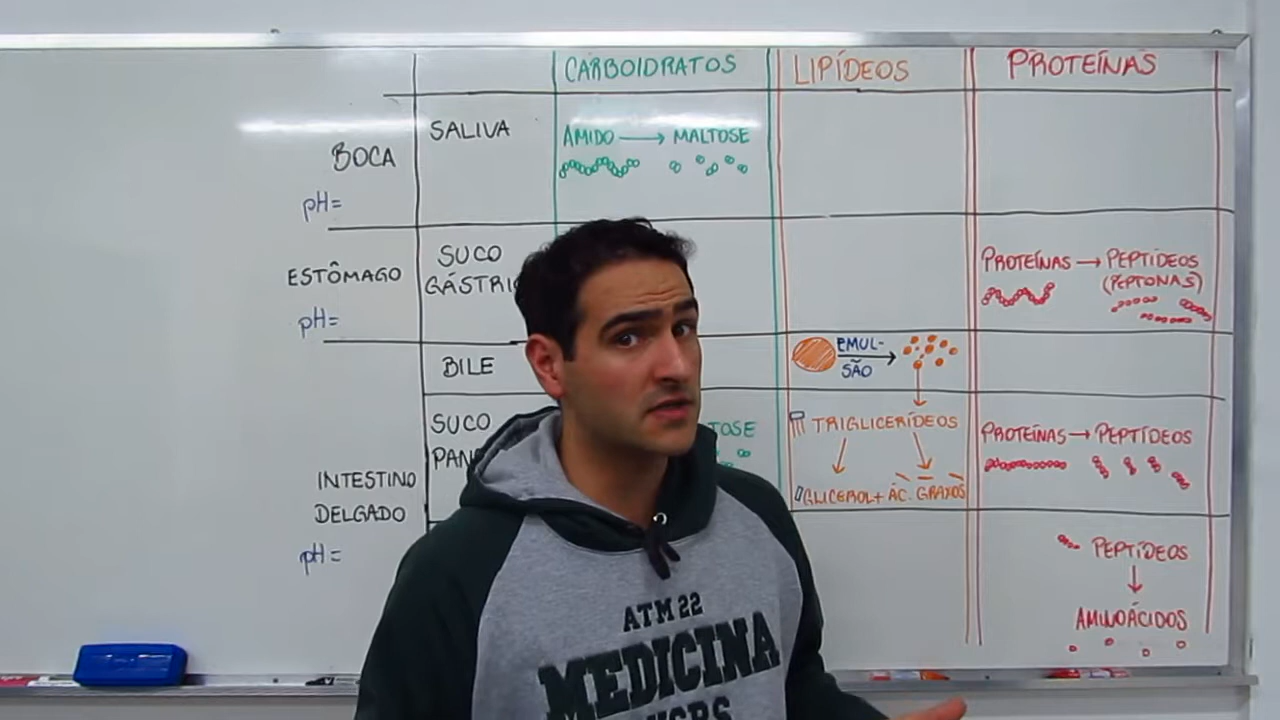 CARBOIDRATOS LIPÍDEOS PROTEÍNAS
SALIVA
AMIDO → MALTOSE
BOCA
pH=
SUCO
PROTEÍNAS → PEPTÍDEOS
(PEPTONAS)
ESTÔMAGO
pH=
EMUL-
SÃO
BILE
SUCO
TRIGLICERÍDEOS
PROTEÍNAS → PEPTÍDEOS
GLICEROL + ÁC. GRAXOS
INTESTINO
DELGADO
pH=
PEPTÍDEOS
AMINOÁCIDOS
ATM 22
MEDICINA